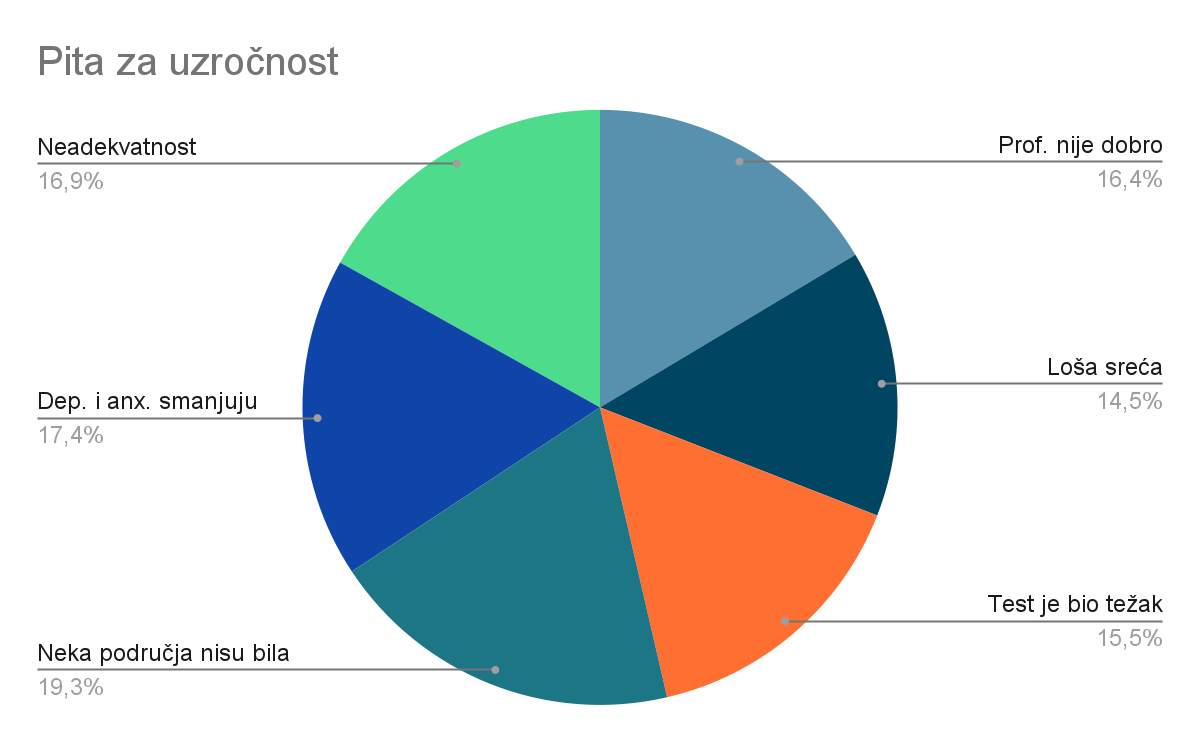 Pita za uzročnost
Neadekvatnost
16,9%
Prof. nije dobro
16,4%
Loša sreća
14,5%
Dep. i anx. smanjuju
17,4%
Test je bio težak
15,5%
Neka područja nisu bila
19,3%